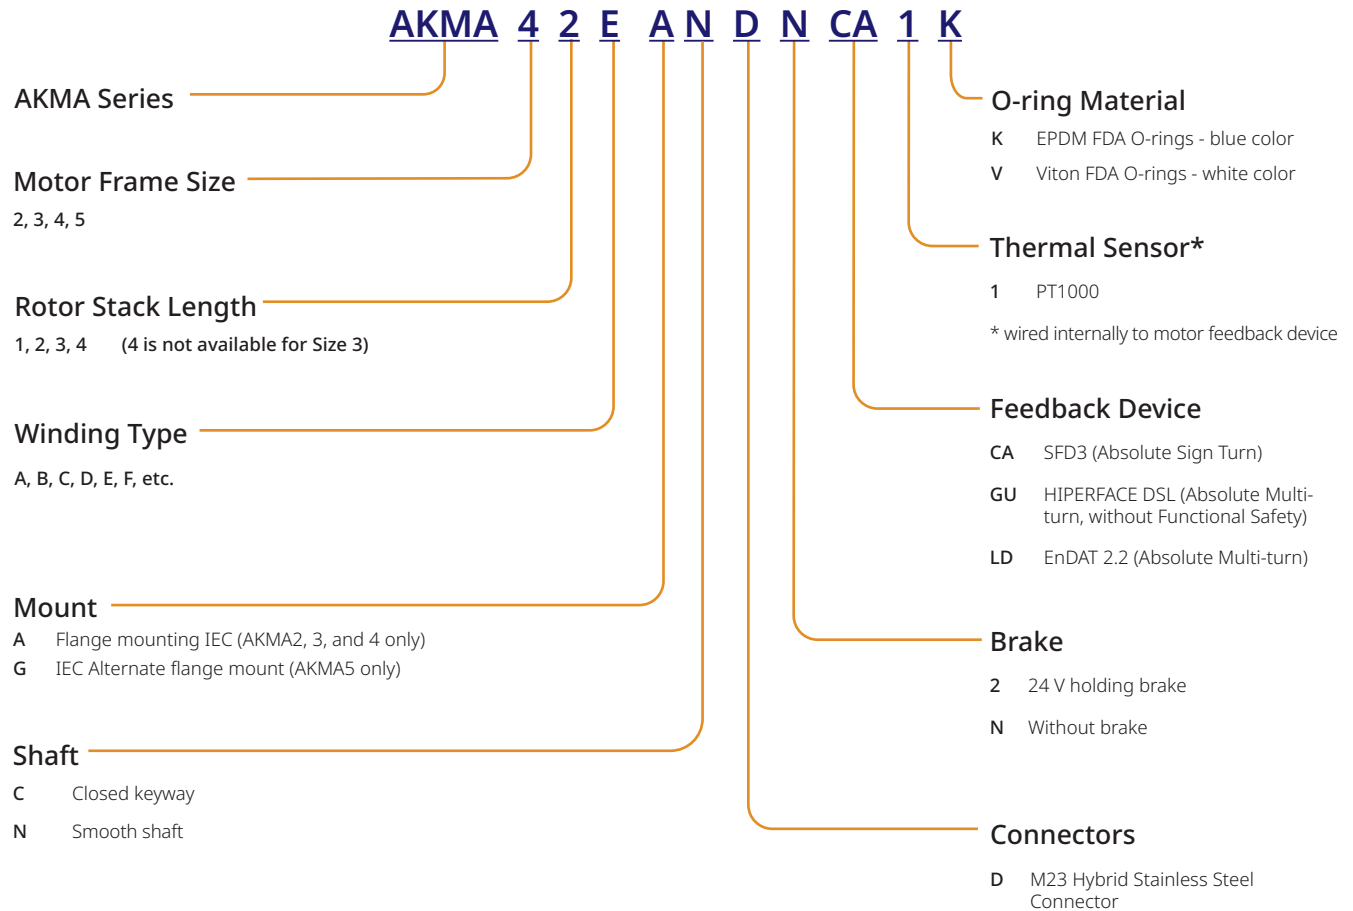 AKMA 4 2 E A N D N CA 1 K
AKMA Series
Motor Frame Size
2, 3, 4, 5
Rotor Stack Length
1, 2, 3, 4 (4 is not available for Size 3)
Winding Type
A, B, C, D, E, F, etc.
Mount
A Flange mounting IEC (AKMA2, 3, and 4 only)
G IEC Alternate flange mount (AKMA5 only)
Shaft
C Closed keyway
N Smooth shaft
O-ring Material
K EPDM FDA O-rings - blue color
V Viton FDA O-rings - white color
Thermal Sensor*
1 PT1000
* wired internally to motor feedback device
Feedback Device
CA SFD3 (Absolute Sign Turn)
GU HIPERFACE DSL (Absolute Multi-
turn, without Functional Safety)
LD EnDAT 2.2 (Absolute Multi-turn)
Brake
2 24 V holding brake
N Without brake
Connectors
D M23 Hybrid Stainless Steel
Connector